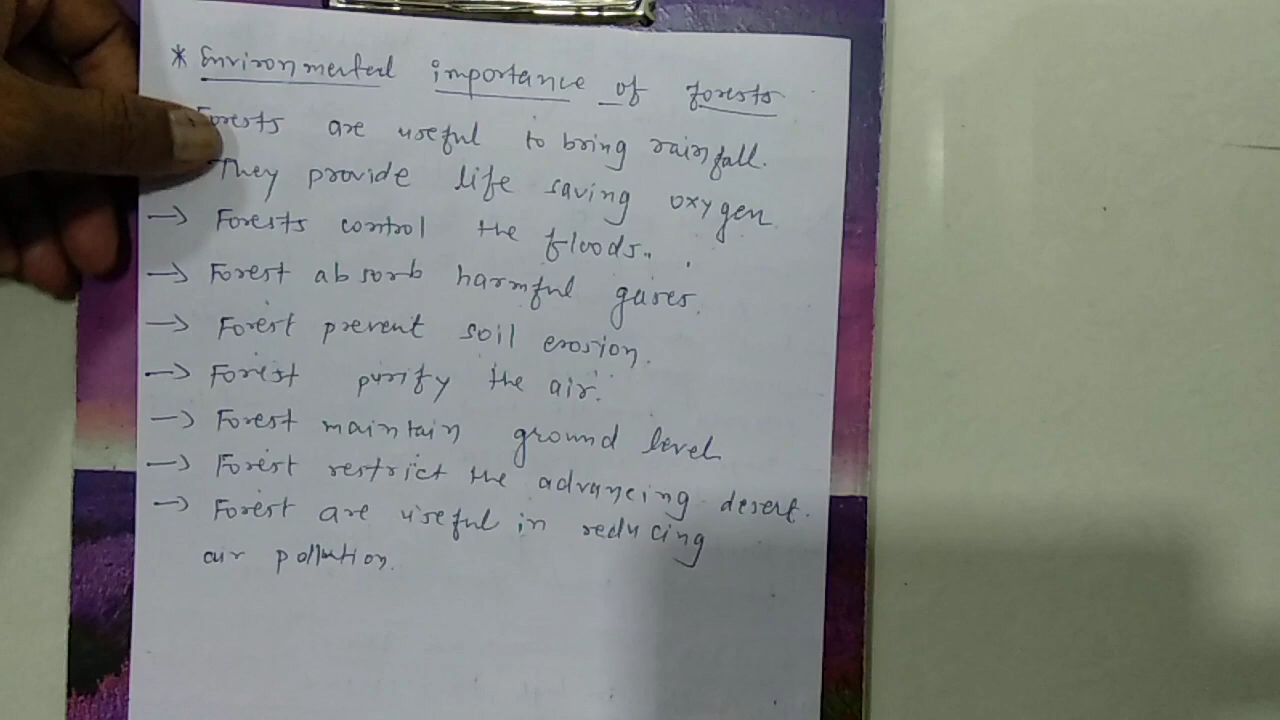 * Environmental importance of forests
Forests are useful to bring rainfall.
They provide life saving oxygen.
→ Forests control the floods..
→ Forest absorb harmful gases.
→ Forest prevent soil erosion.
→ Forest purify the air.
→ Forest maintain ground level
→ Forest restrict the advancing desert.
→ Forest are useful in reducing
air pollution.